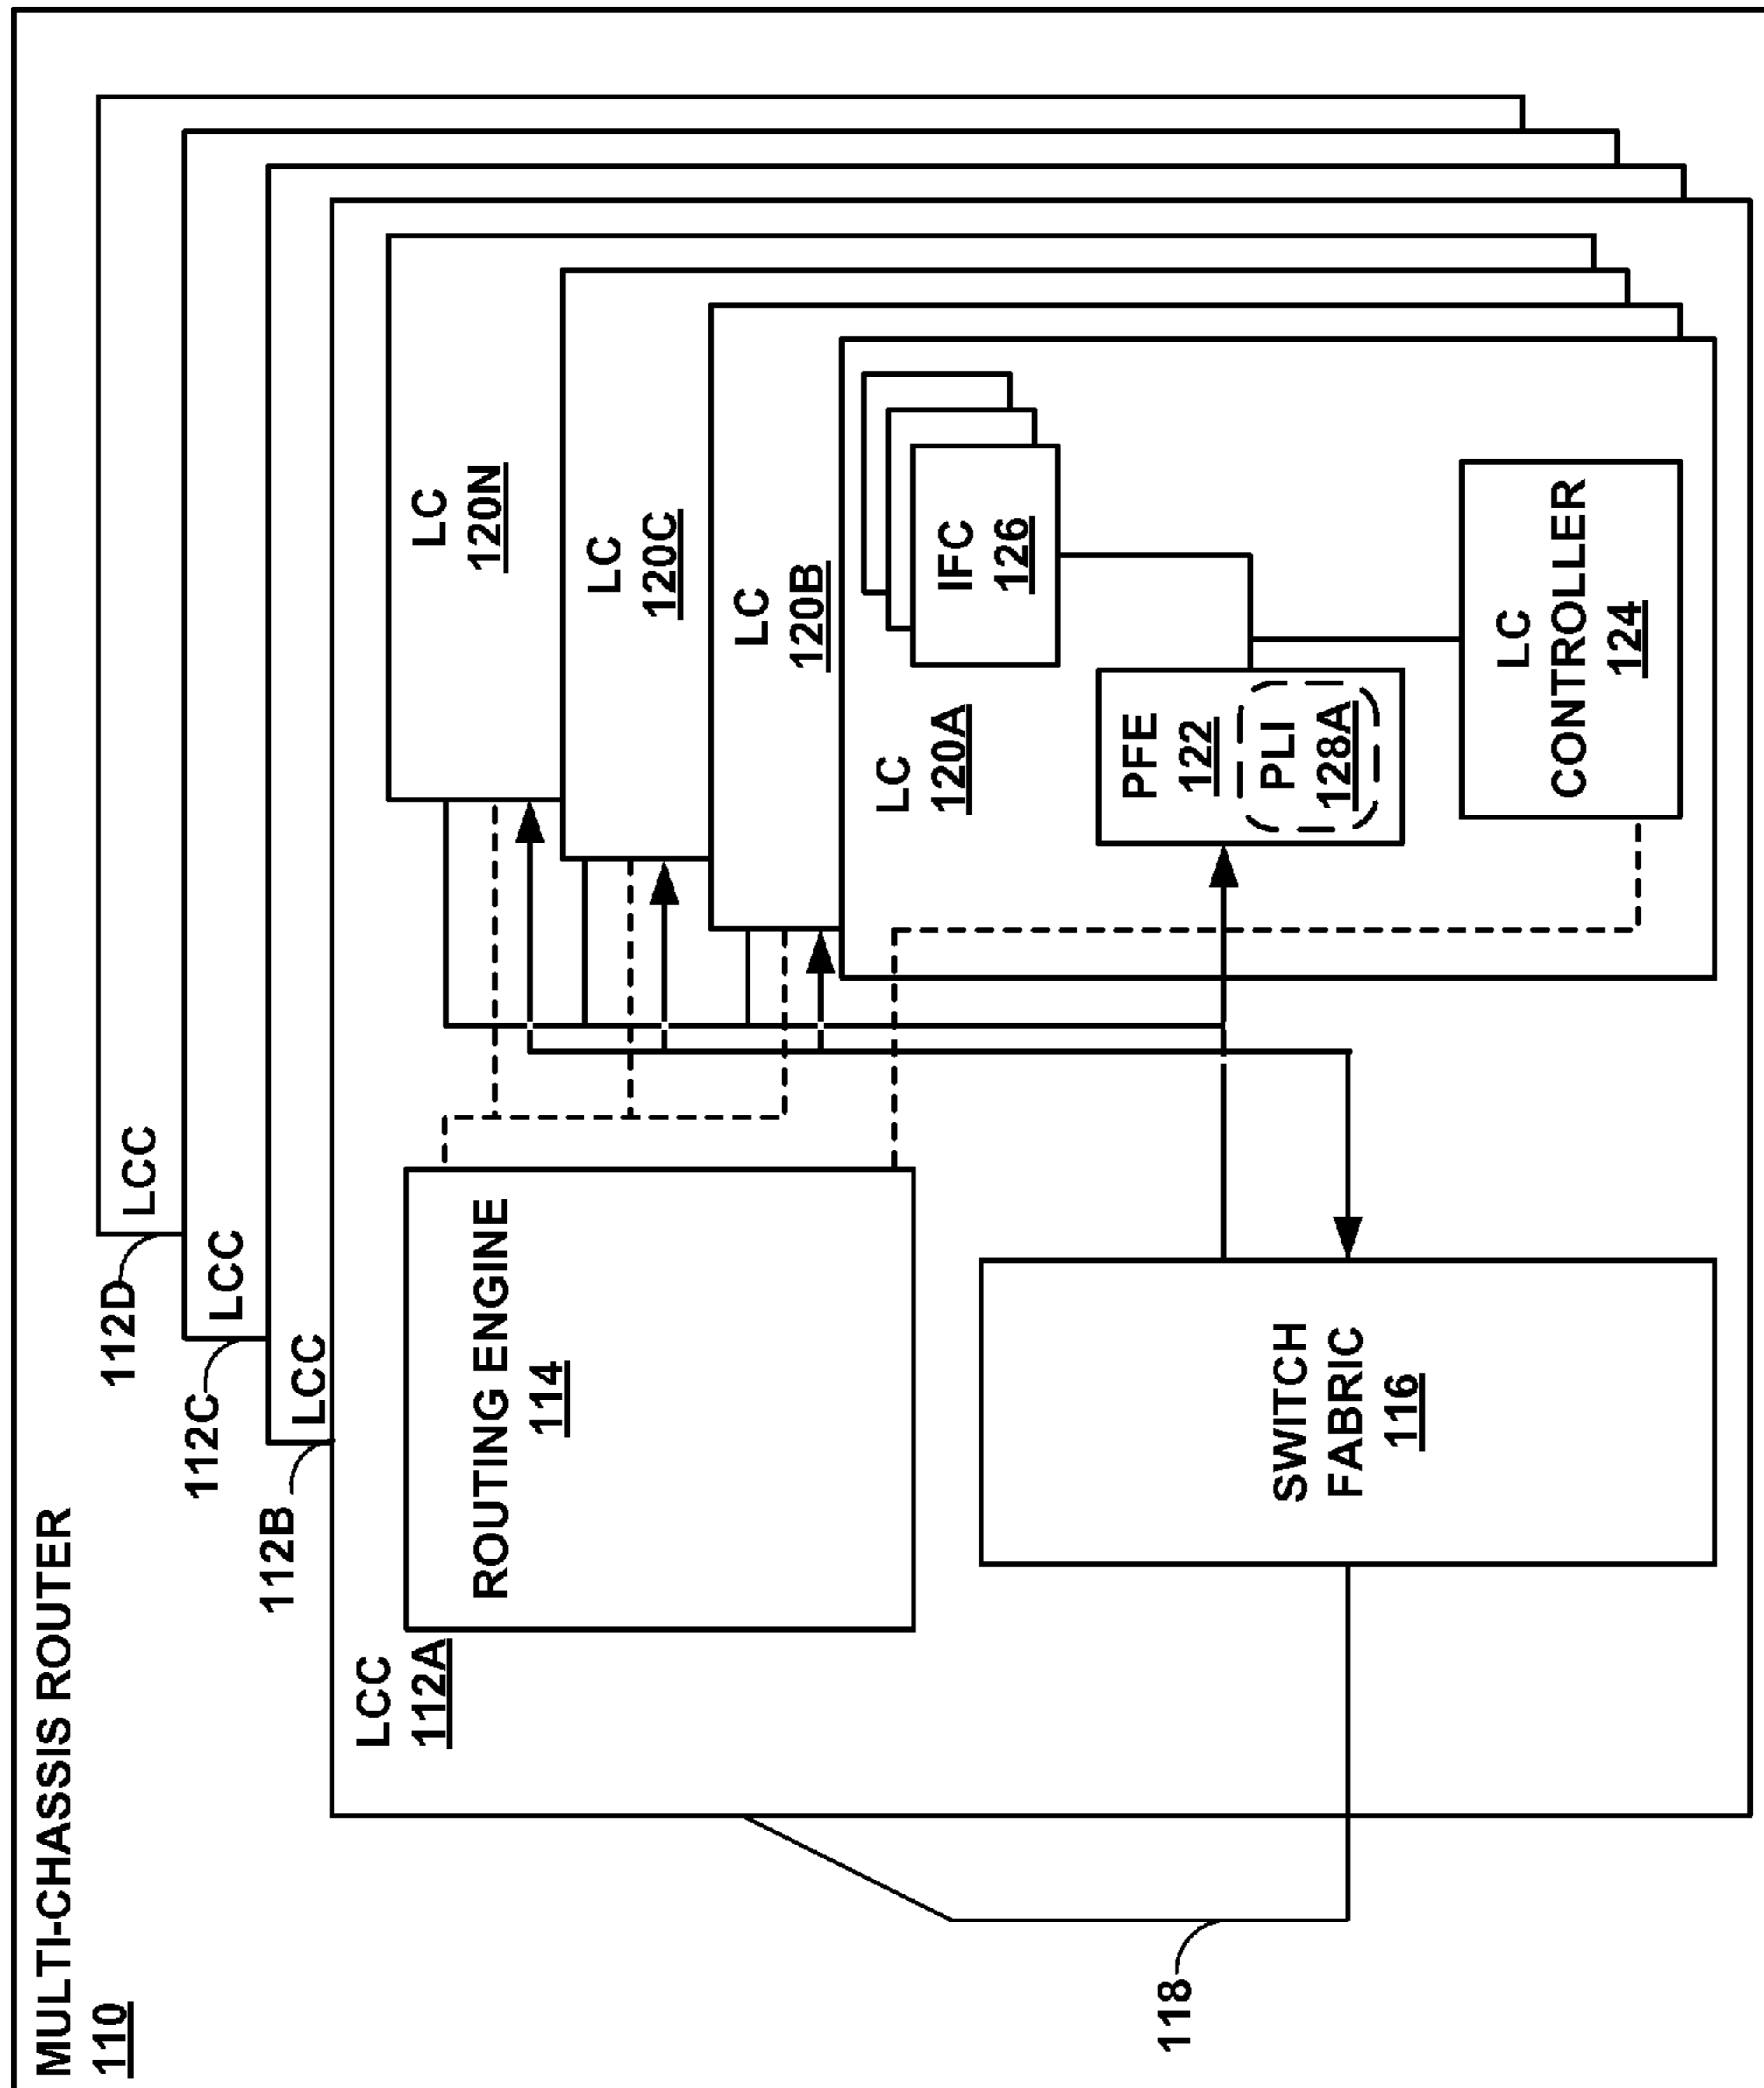 MULTI-CHASSIS ROUTER
110
112D
LCC
112C
LCC
112B
LCC
LCC
112A
ROUTING ENGINE
114
SWITCH
FABRIC
116
118
LC
120N
LC
120C
LC
120B
LC
120A
IFC
126
PFE
122
PLI
128A
LC
CONTROLLER
124